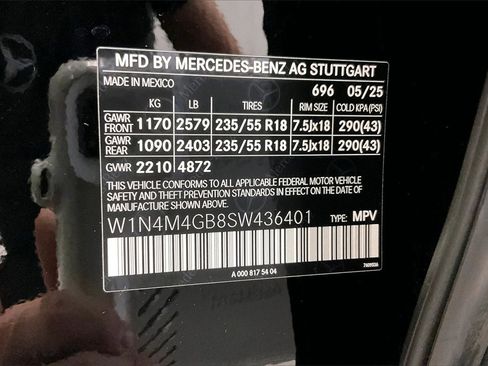 MFD BY MERCEDES-BENZ AG STUTTGART
MADE IN MEXICO 696 05/25
KG LB TIRES RIM SIZE COLD KPA (PSI)
GAWR FRONT 1170 2579 235/55 R18 7.5Jx18 290(43)
GAWR REAR 1090 2403 235/55 R18 7.5Jx18 290(43)
GVWR 2210 4872
THIS VEHICLE CONFORMS TO ALL APPLICABLE FEDERAL MOTOR VEHICLE
SAFETY AND THEFT PREVENTION STANDARDS IN EFFECT ON THE DATE OF
MANUFACTURE SHOWN ABOVE.
W1N4M4GB8SW436401 TYPE: MPV
A 000 817 54 04